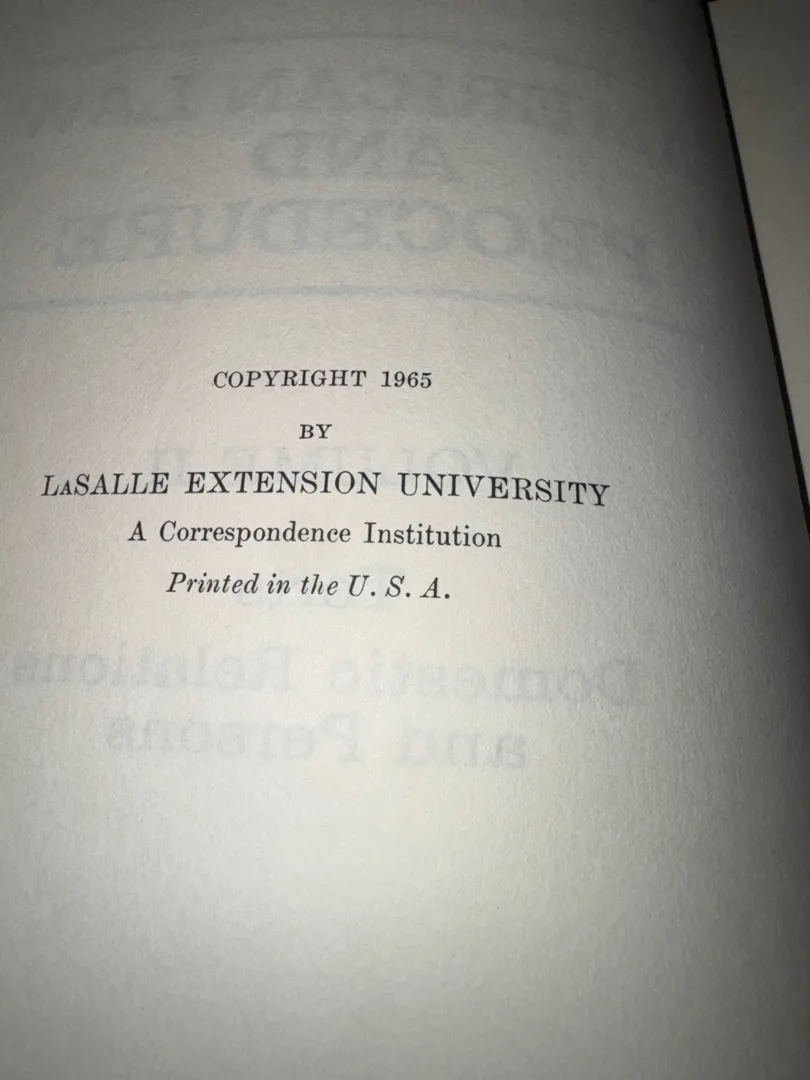 COPYRIGHT 1965
BY
LASALLE EXTENSION UNIVERSITY
A Correspondence Institution
Printed in the U. S. A.